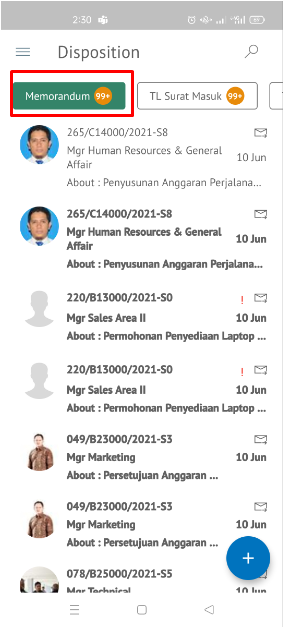 2:30
Disposition
Memorandum 99+ TL Surat Masuk 99+
265/C14000/2021-S8
Mgr Human Resources & General
Affair 10 Jun
About : Penyusunan Anggaran Perjalana...
265/C14000/2021-S8
Mgr Human Resources & General
Affair 10 Jun
About : Penyusunan Anggaran Perjalana...
220/B13000/2021-S0 !
Mgr Sales Area II 10 Jun
About : Permohonan Penyediaan Laptop ...
220/B13000/2021-S0 !
Mgr Sales Area II 10 Jun
About : Permohonan Penyediaan Laptop ...
049/B23000/2021-S3
Mgr Marketing 10 Jun
About : Persetujuan Anggaran ...
049/B23000/2021-S3
Mgr Marketing 10 Jun
About : Persetujuan Anggaran ...
078/B25000/2021-S5
Mgr Technical 10 Jun